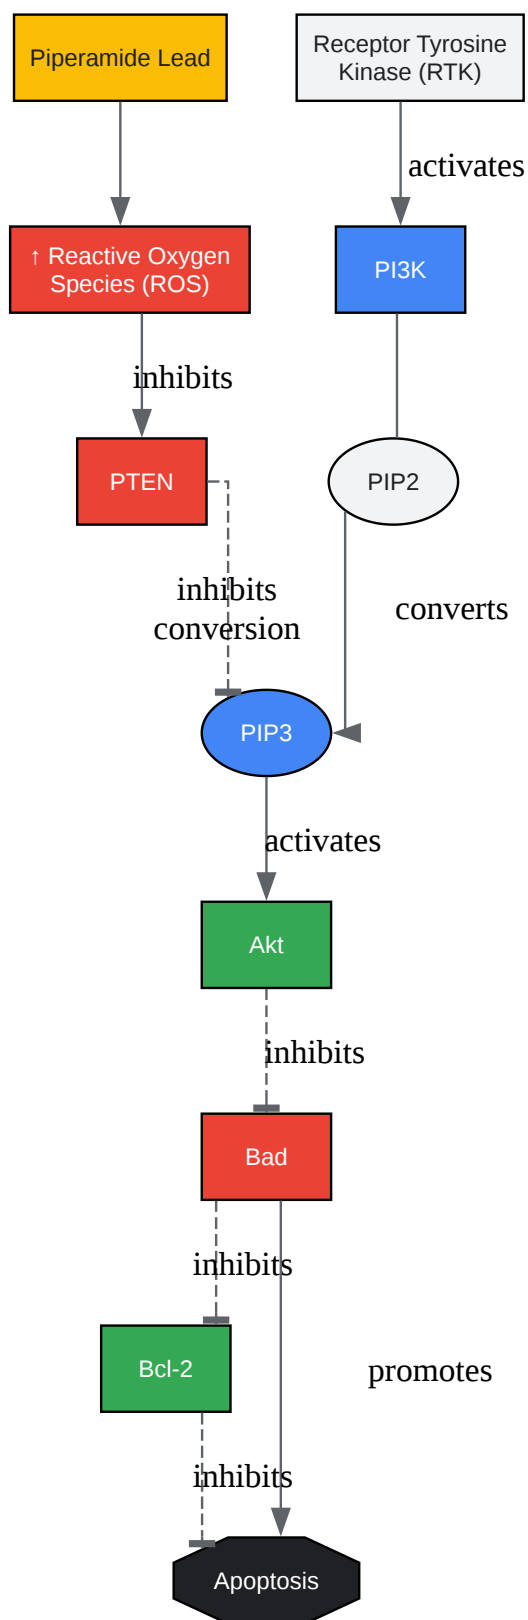 Piperamide Lead
Receptor Tyrosine
Kinase (RTK)
activates
↑ Reactive Oxygen
Species (ROS)
PI3K
inhibits
PTEN
PIP2
inhibits
conversion
converts
PIP3
activates
Akt
inhibits
Bad
inhibits
Bcl-2
promotes
inhibits
Apoptosis